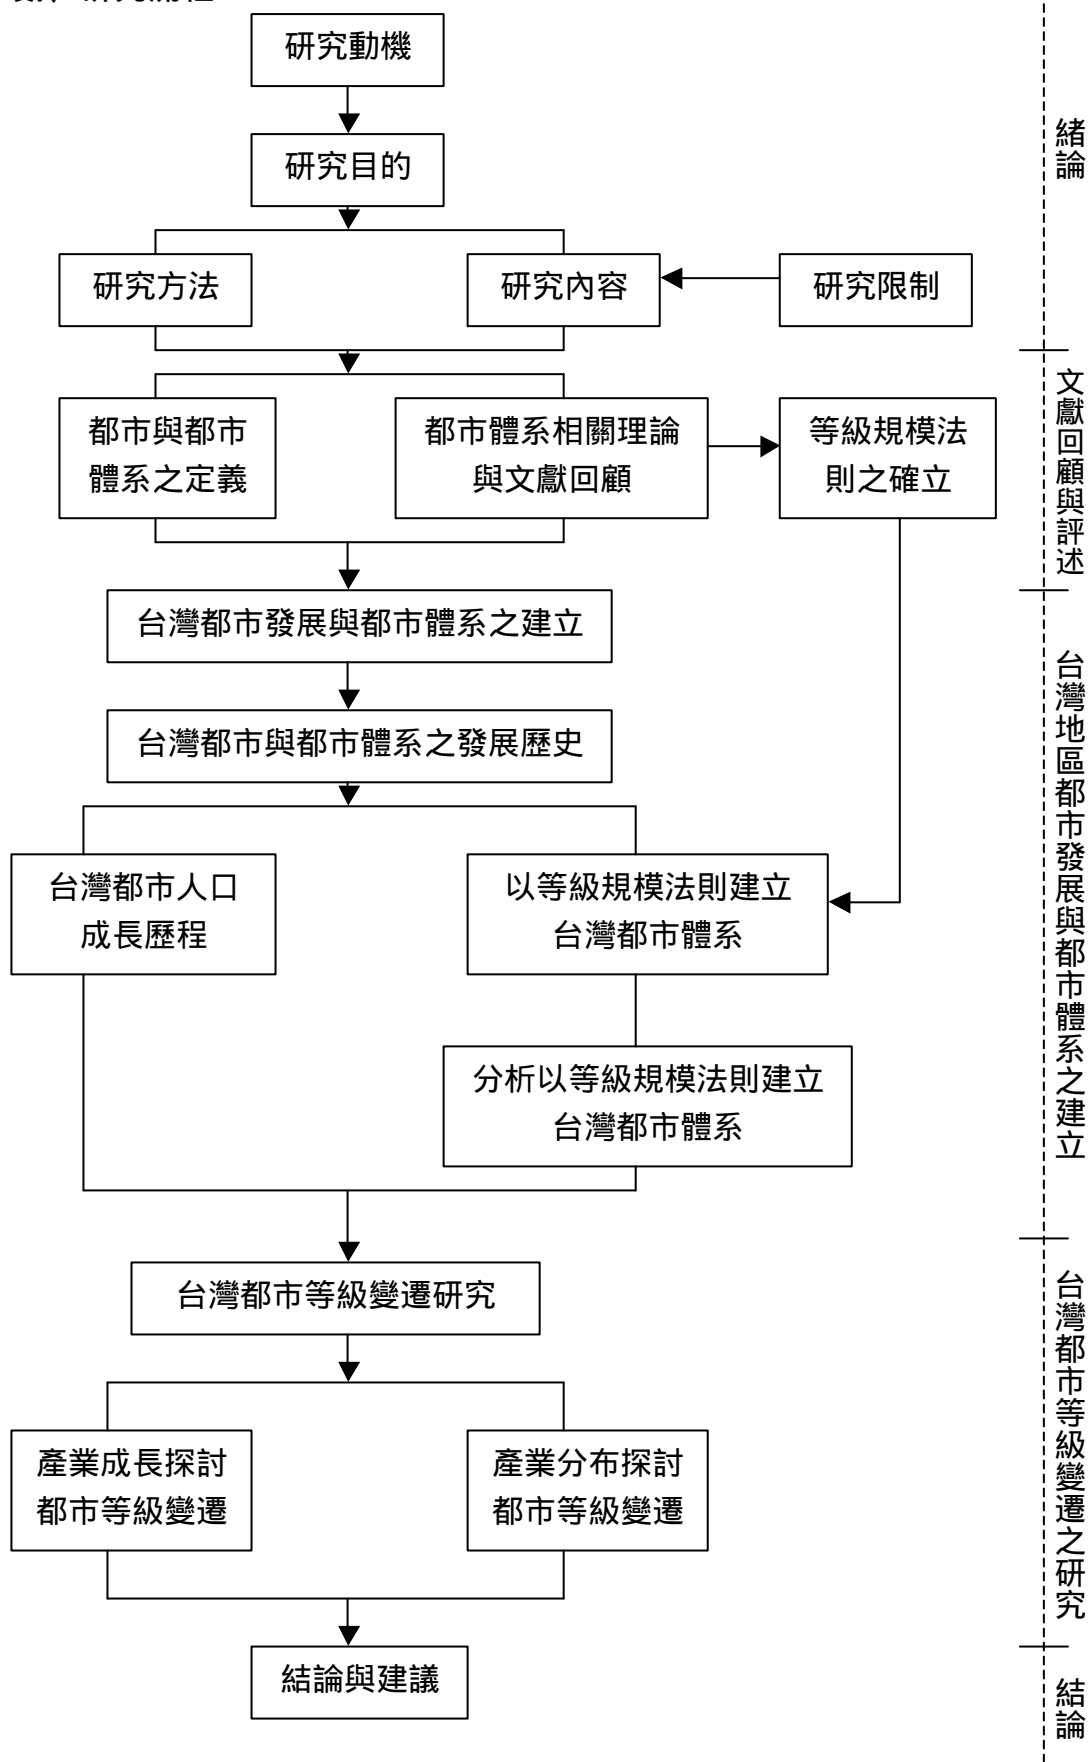 研究動機
研究目的
研究方法
研究內容
研究限制
都市與都市
體系之定義
都市體系相關理論
與文獻回顧
等級規模法
則之確立
台灣都市發展與都市體系之建立
台灣都市與都市體系之發展歷史
台灣都市人口
成長歷程
以等級規模法則建立
台灣都市體系
分析以等級規模法則建立
台灣都市體系
台灣都市等級變遷研究
產業成長探討
都市等級變遷
產業分布探討
都市等級變遷
結論與建議
緒論
文獻回顧與評述
台灣地區都市發展與都市體系之建立
台灣都市等級變遷之研究
結論